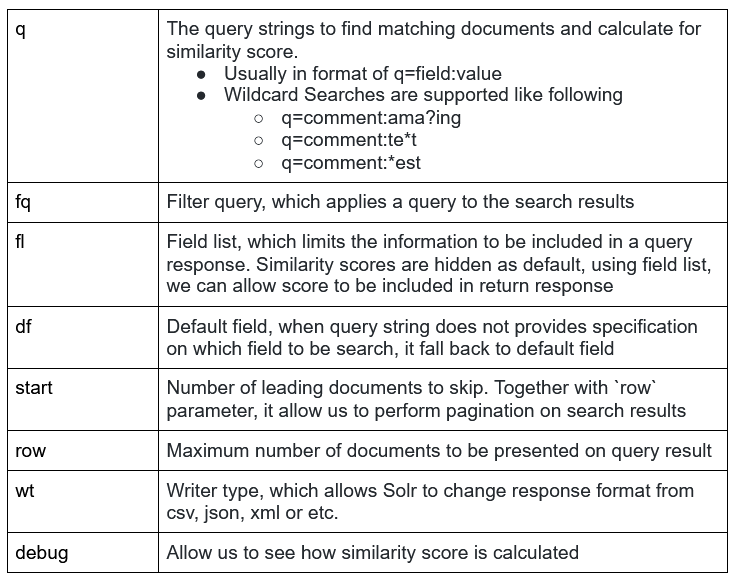 q
The query strings to find matching documents and calculate for
similarity score.
● Usually in format of q=field:value
● Wildcard Searches are supported like following
○ q=comment:ama?ing
○ q=comment:te*t
○ q=comment:*est
fq
Filter query, which applies a query to the search results
fl
Field list, which limits the information to be included in a query
response. Similarity scores are hidden as default, using field list,
we can allow score to be included in return response
df
Default field, when query string does not provides specification
on which field to be search, it fall back to default field
start
Number of leading documents to skip. Together with `row`
parameter, it allow us to perform pagination on search results
row
Maximum number of documents to be presented on query result
wt
Writer type, which allows Solr to change response format from
csv, json, xml or etc.
debug
Allow us to see how similarity score is calculated